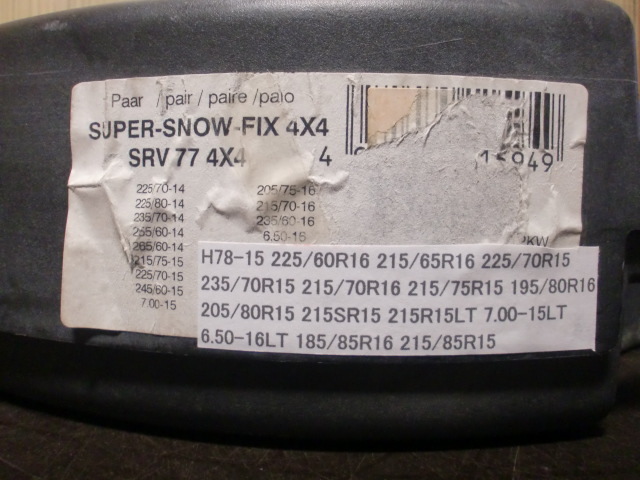 Paar / pair / paire / paio
SUPER-SNOW-FIX 4X4
SRV 77 4X4
4
15949
225/70-14
225/80-14
235/70-14
255/60-14
265/60-14
215/75-15
225/70-15
245/60-15
7.00-15
205/75-16
215/70-16
235/60-16
6.50-16
PKW
H78-15 225/60R16 215/65R16 225/70R15
235/70R15 215/70R16 215/75R15 195/80R16
205/80R15 215SR15 215R15LT 7.00-15LT
6.50-16LT 185/85R16 215/85R15